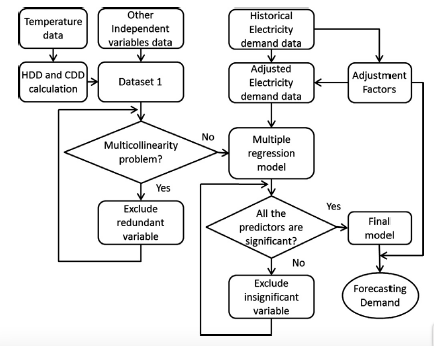 Temperature
data
Other
Independent
variables data
Historical
Electricity
demand data
HDD and CDD
calculation
Dataset 1
Adjusted
Electricity
demand data
Adjustment
Factors
Multicollinearity
problem?
No
Multiple
regression
model
Yes
Exclude
redundant
variable
All the
predictors are
significant?
Yes
Final
model
No
Exclude
insignificant
variable
Forecasting
Demand